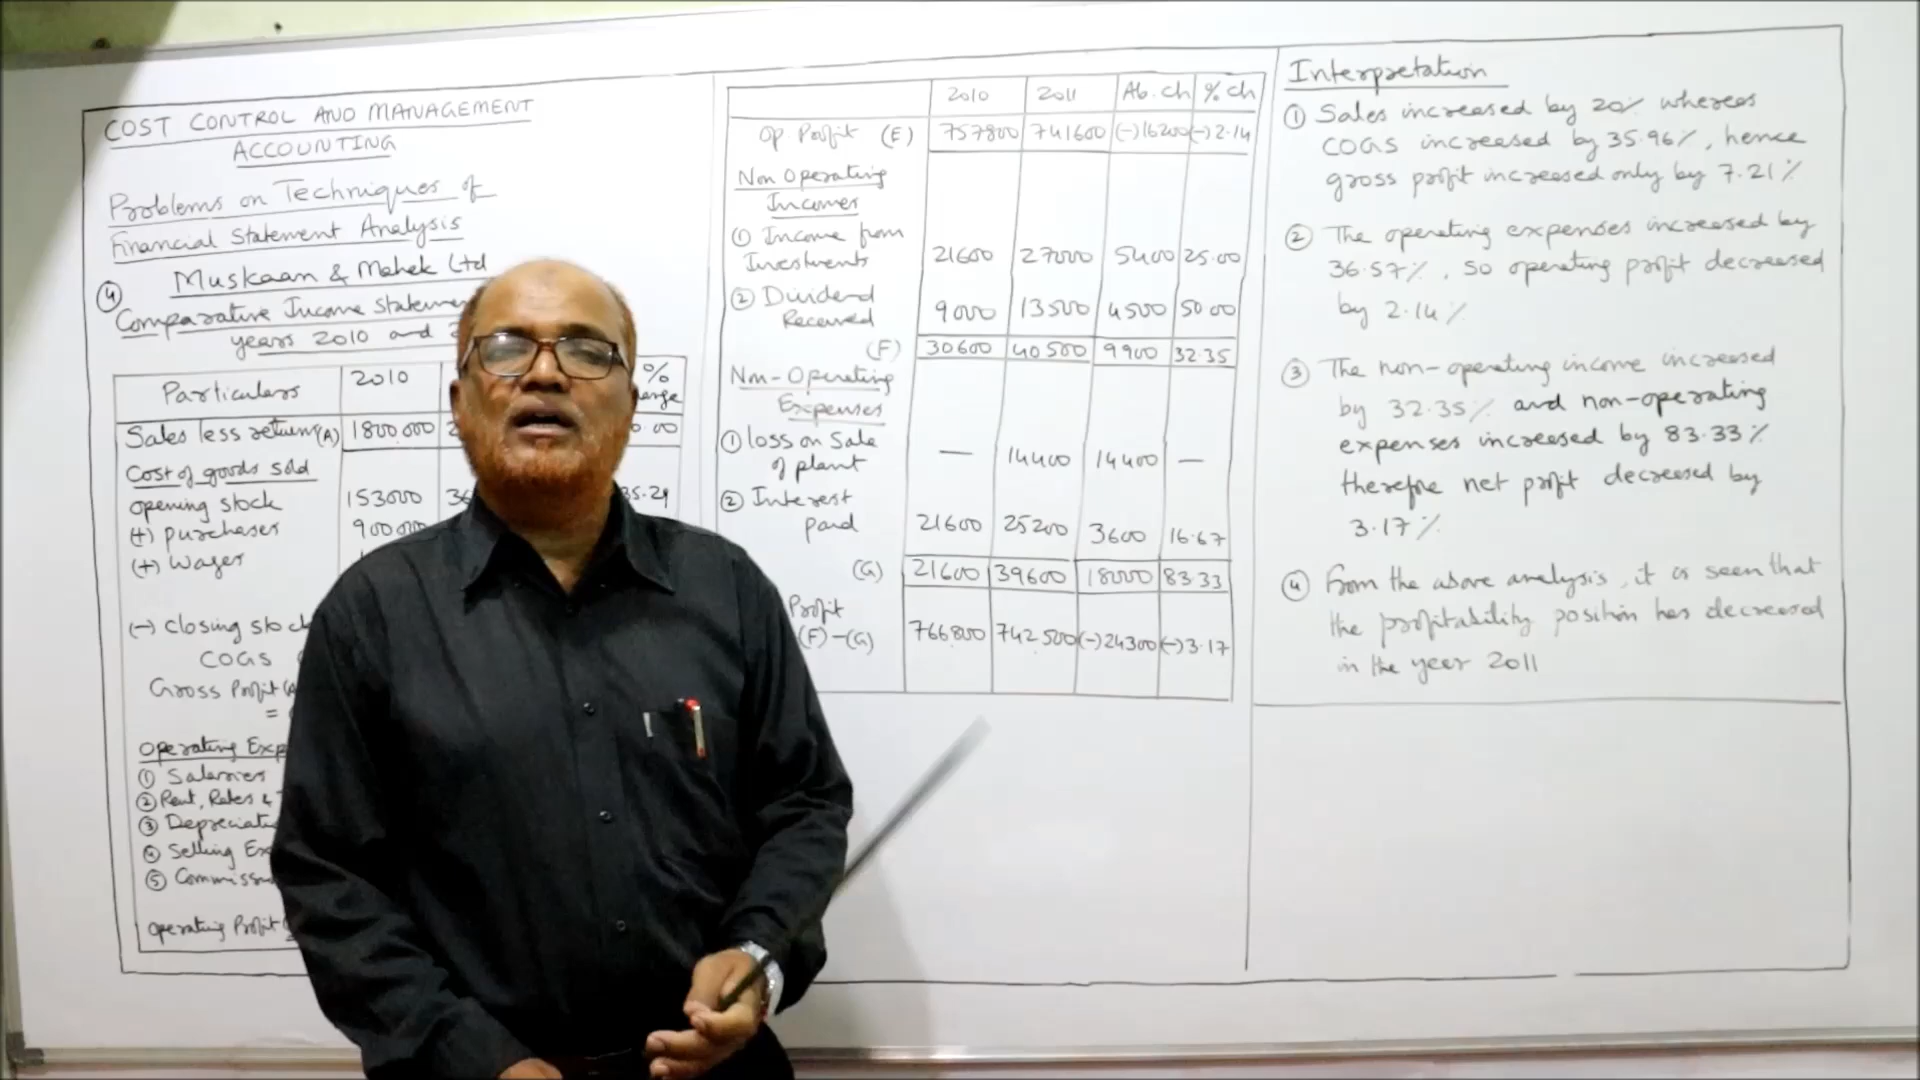 COST CONTROL AND MANAGEMENT
ACCOUNTING
Problems on Techniques of
Financial Statement Analysis
④ Muskaan & Mahek Ltd
Comparative Income Statemen
years 2010 and
Particulars 2010 %
Sales less returns (A) 1800000
Cost of goods sold
opening stock 153000
(+) purchases
(+) Wages
(-) Closing stock
COGS
Gross Profit
=
Operating Exp
① Salaries
② Rent, Rates &
③ Depreciati
④ Selling Ex
⑤ Commiss
Operating Profit
2010 2011 Ab. ch % ch
Op. Profit (E) 757800 741600 (-)16200 (-)2.14
Non Operating
Incomes
① Income from
Investments 21600 27000 5400 25.00
② Dividend
Received 9000 13500 4500 50.00
(F) 30600 40500 9900 32.35
Non-Operating
Expenses
① loss on Sale
of plant — 14400 14400 —
② Interest
paid 21600 25200 3600 16.67
(G) 21600 39600 18000 83.33
Profit
(F)-(G) 766800 742500 (-)24300 (-)3.17
Interpretation
① Sales increased by 20% whereas
COGS increased by 35.96%, hence
gross profit increased only by 7.21%
② The operating expenses increased by
36.57%, so operating profit decreased
by 2.14%
③ The non-operating income increased
by 32.35% and non-operating
expenses increased by 83.33%
therefore net profit decreased by
3.17%
④ From the above analysis, it is seen that
the profitability position has decreased
in the year 2011